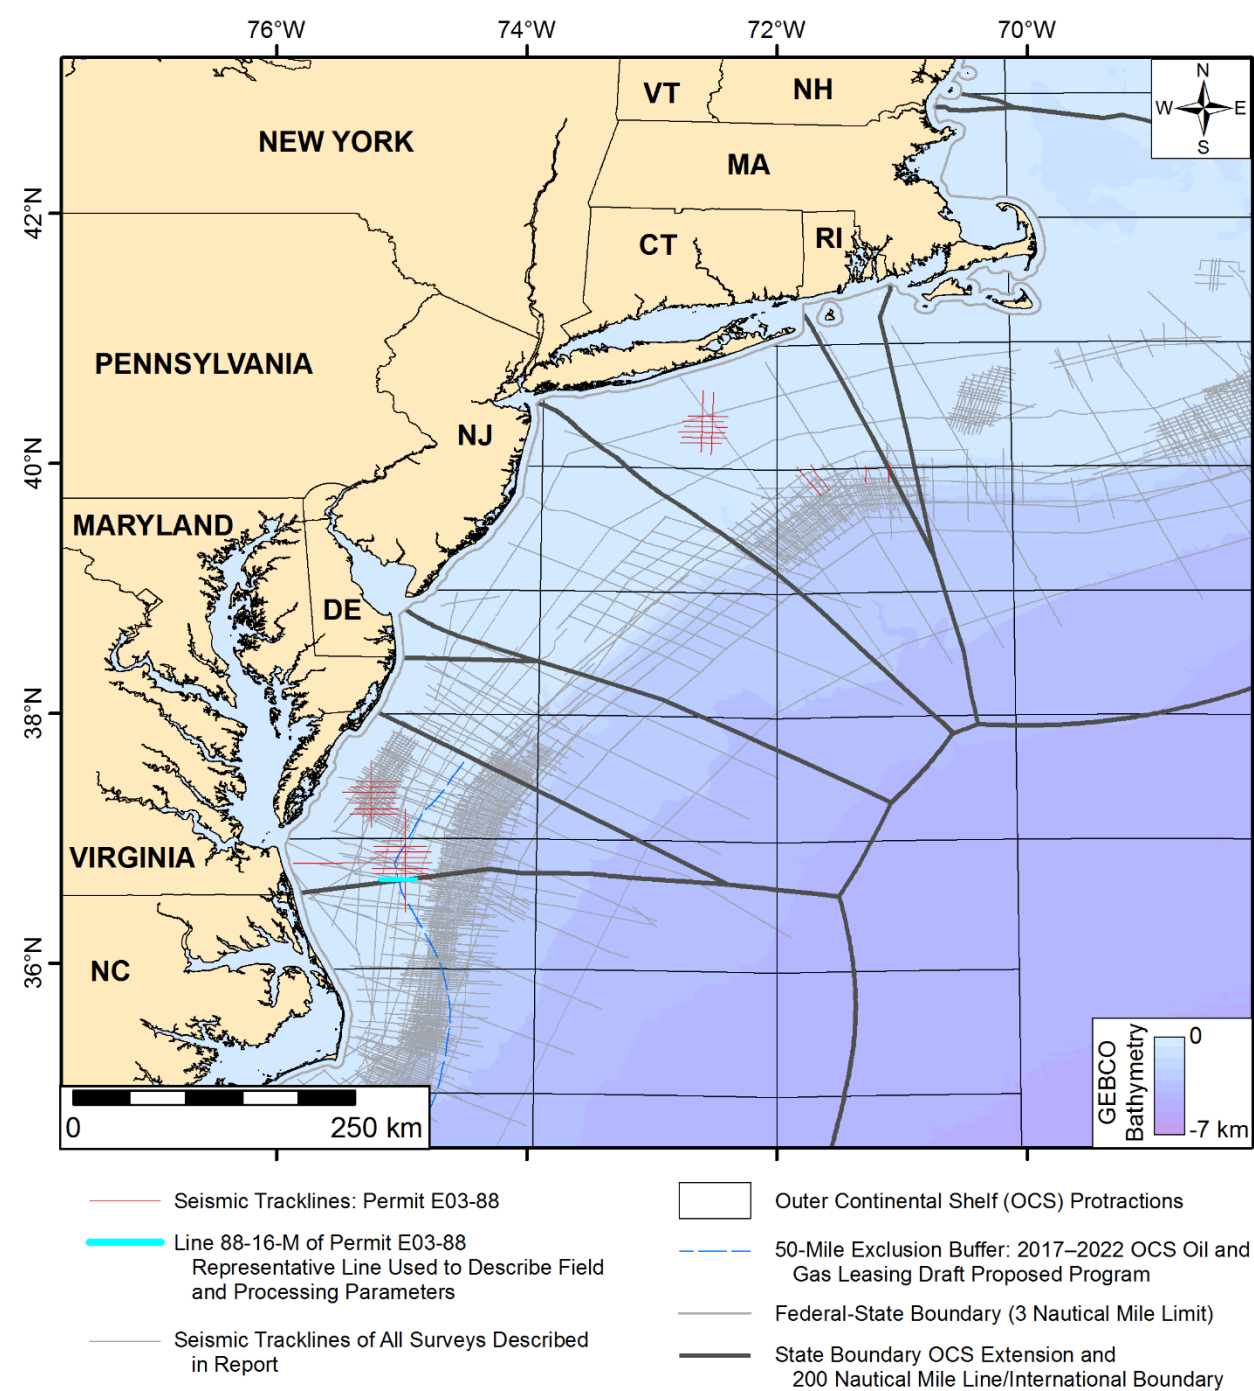 76°W
74°W
72°W
70°W
N
W
E
S
VT
NH
NEW YORK
MA
42°N
CT
RI
PENNSYLVANIA
NJ
40°N
MARYLAND
DE
38°N
VIRGINIA
36°N
NC
0
250 km
GEBCO
Bathymetry
0
-7 km
Seismic Tracklines: Permit E03-88
Line 88-16-M of Permit E03-88
Representative Line Used to Describe Field
and Processing Parameters
Seismic Tracklines of All Surveys Described
in Report
Outer Continental Shelf (OCS) Protractions
50-Mile Exclusion Buffer: 2017–2022 OCS Oil and
Gas Leasing Draft Proposed Program
Federal-State Boundary (3 Nautical Mile Limit)
State Boundary OCS Extension and
200 Nautical Mile Line/International Boundary